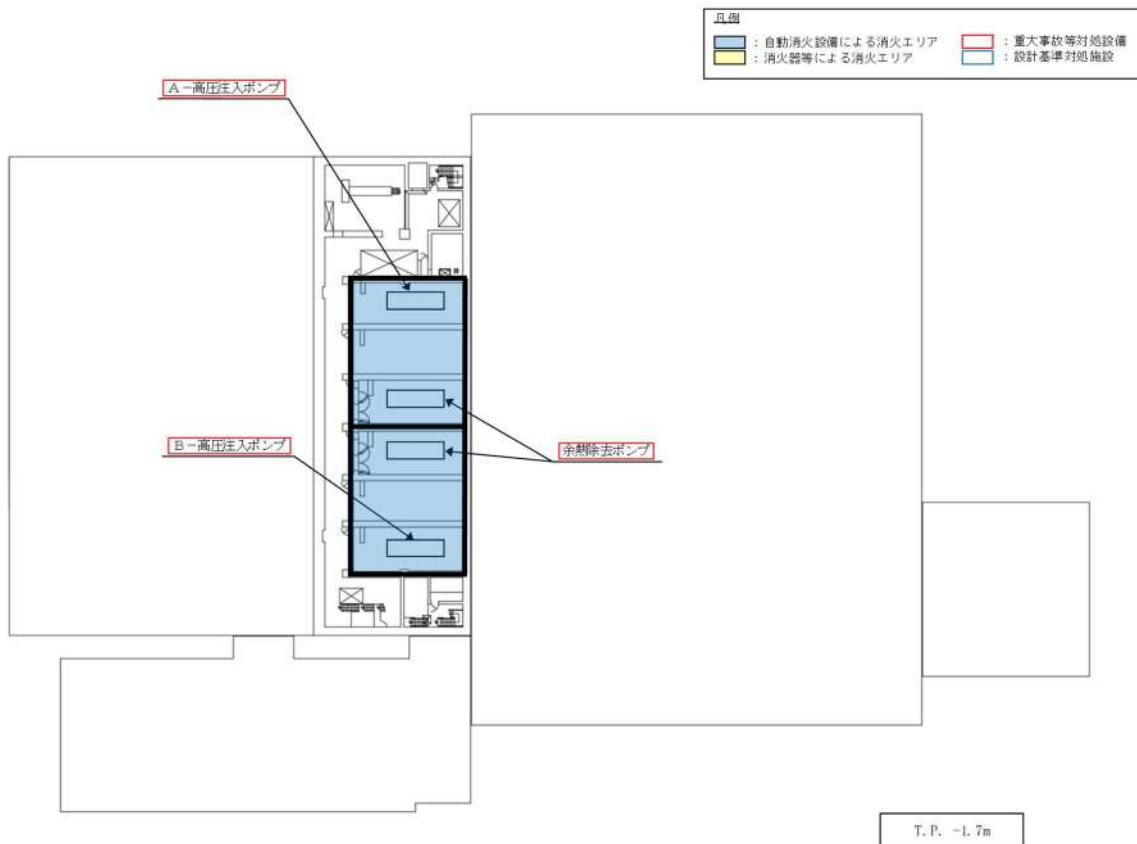 凡例
：自動消火設備による消火エリア
：重大事故等対処設備
：消火器等による消火エリア
：設計基準対処施設
A－高圧注入ポンプ
B－高圧注入ポンプ
余熱除去ポンプ
T.P. -1.7m